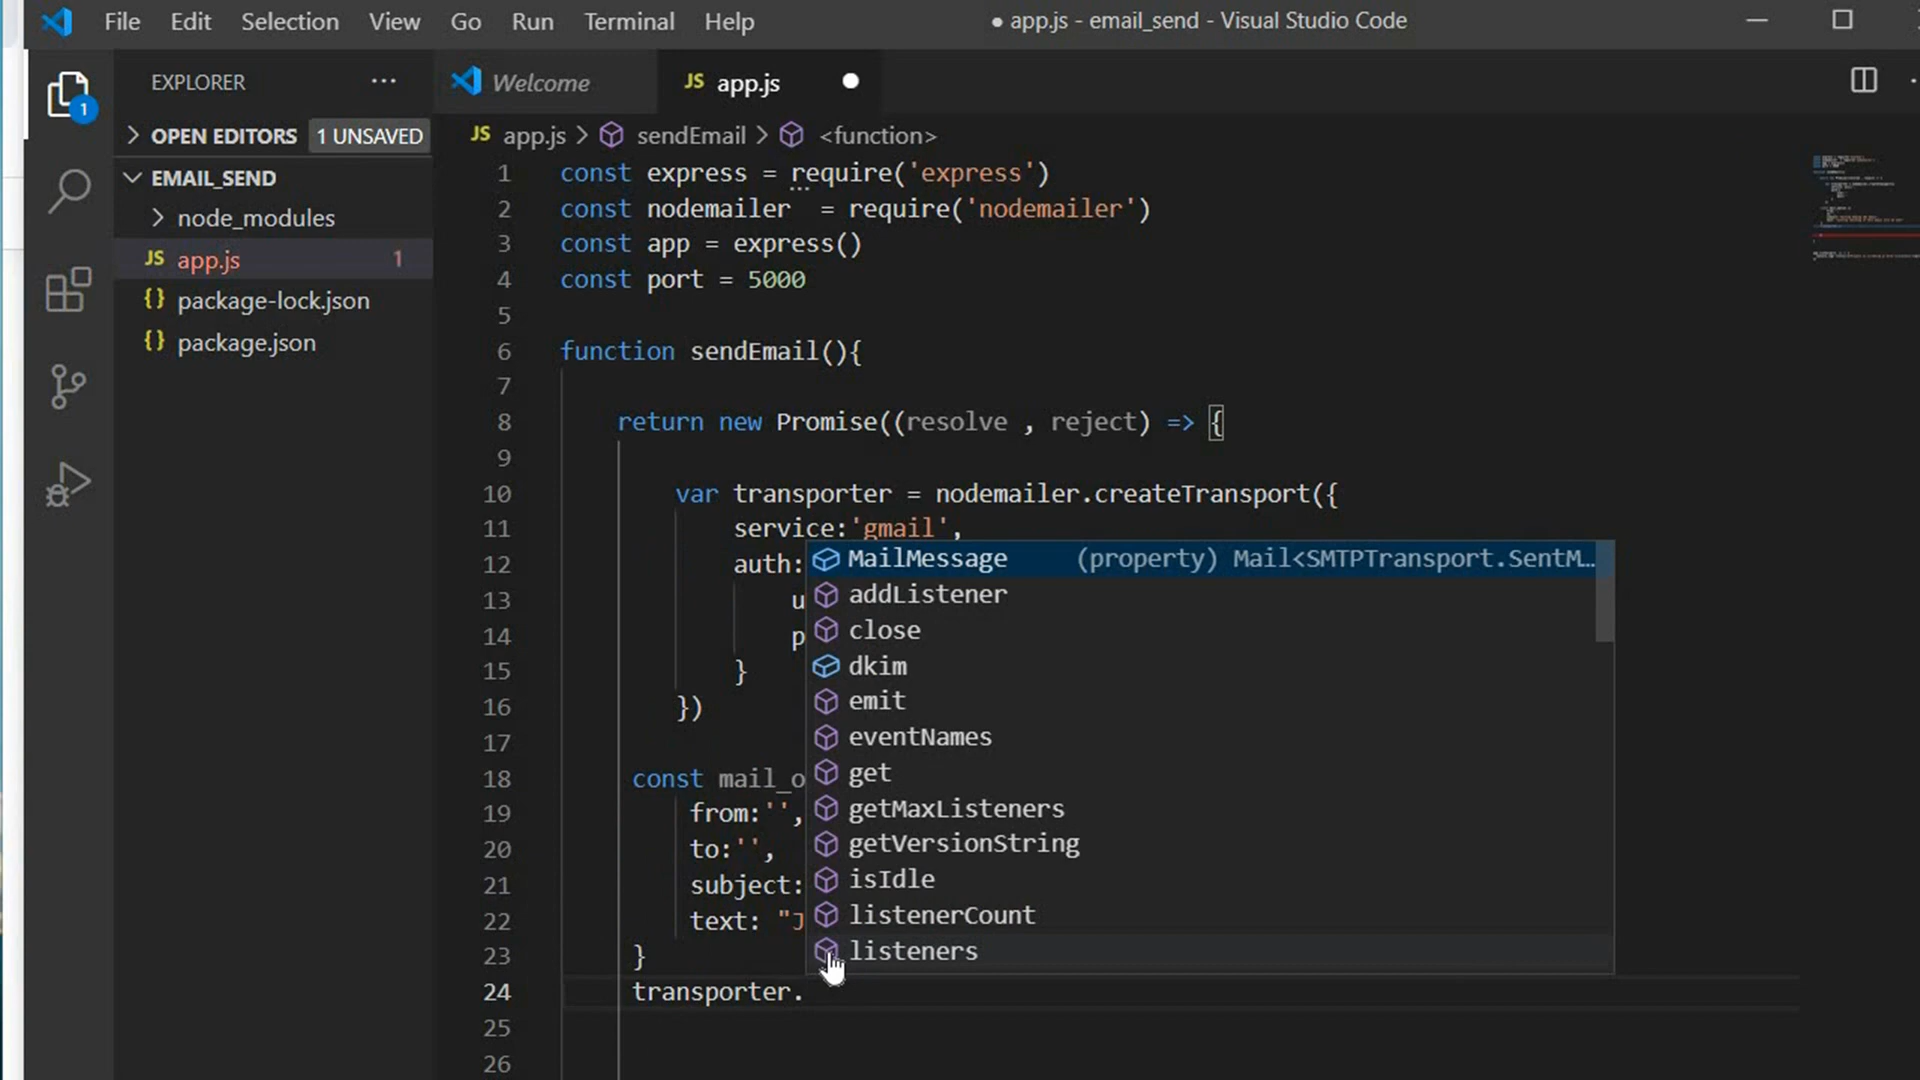 File Edit Selection View Go Run Terminal Help
● app.js - email_send - Visual Studio Code
EXPLORER ···
Welcome
JS app.js ●
1
OPEN EDITORS 1 UNSAVED
JS app.js > sendEmail > <function>
EMAIL_SEND
node_modules
JS app.js 1
{} package-lock.json
{} package.json
1 const express = require('express')
2 const nodemailer  = require('nodemailer')
3 const app = express()
4 const port = 5000
5
6 function sendEmail(){
7
8 return new Promise((resolve , reject) => {
9
10 var transporter = nodemailer.createTransport({
11 service:'gmail',
12 auth:
13 u
14 p
15 }
16 })
17
18 const mail_o
19 from:'',
20 to:'',
21 subject:
22 text: "J
23 }
24 transporter.
25
26
MailMessage (property) Mail<SMTPTransport.SentM…
addListener
close
dkim
emit
eventNames
get
getMaxListeners
getVersionString
isIdle
listenerCount
listeners